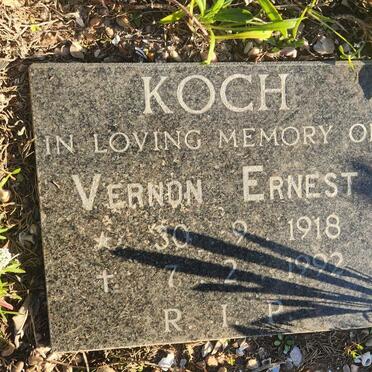 KOCH
IN LOVING MEMORY OF
VERNON ERNEST
★ 30 9 1918
† 7 2 1992
R I P